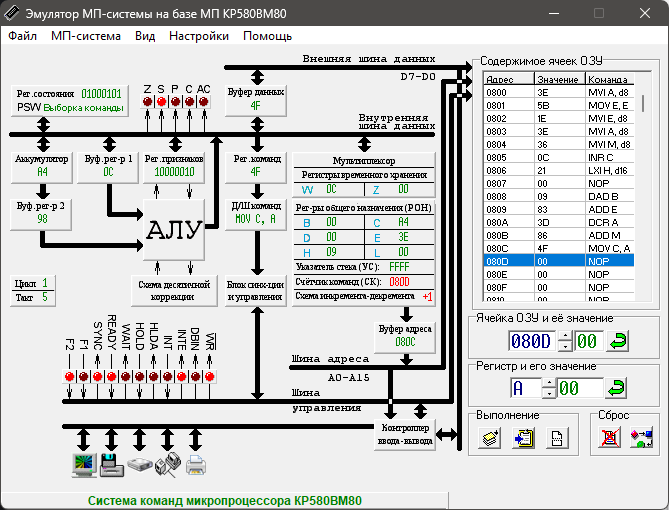 Эмулятор МП-системы на базе МП КР580ВМ80
Файл МП-система Вид Настройки Помощь
Внешняя шина данных
D7-D0
Рег.состояния 01000101
PSW Выборка команды
Z S P C AC
Буфер данных
4F
Внутренняя
шина данных
Аккумулятор
A4
Буф.рег-р 1
0C
Рег.признаков
10000010
Рег.команд
4F
Буф.рег-р 2
98
АЛУ
Д/Ш команд
MOV C, A
Схема десятичной
коррекции
Блок синх-ции
и управления
Цикл 1
Такт 5
Мультиплексор
Регистры временного хранения
W 0C Z 00
Рег-ры общего назначения (РОН)
B 00 C A4
D 00 E 3E
H 09 L 00
Указатель стека (УС): FFFF
Счётчик команд (СК): 080D
Схема инкремента-декремента +1
Буфер адреса
080C
Шина адреса
A0-A15
Шина
управления
F2 F1 SYNC READY WAIT HOLD HLDA INT INTE DBIN WR
Контроллер
ввода-вывода
Содержимое ячеек ОЗУ
Адрес Значение Команда
0800 3E MVI A, d8
0801 5B MOV E, E
0802 1E MVI E, d8
0803 3E MVI A, d8
0804 36 MVI M, d8
0805 0C INR C
0806 21 LXI H, d16
0807 00 NOP
0808 09 DAD B
0809 83 ADD E
080A 3D DCR A
080B 86 ADD M
080C 4F MOV C, A
080D 00 NOP
080E 00 NOP
080F 00 NOP
0810 00 NOP
Ячейка ОЗУ и её значение
080D 00
Регистр и его значение
A 00
Выполнение
Сброс
Система команд микропроцессора КР580ВМ80